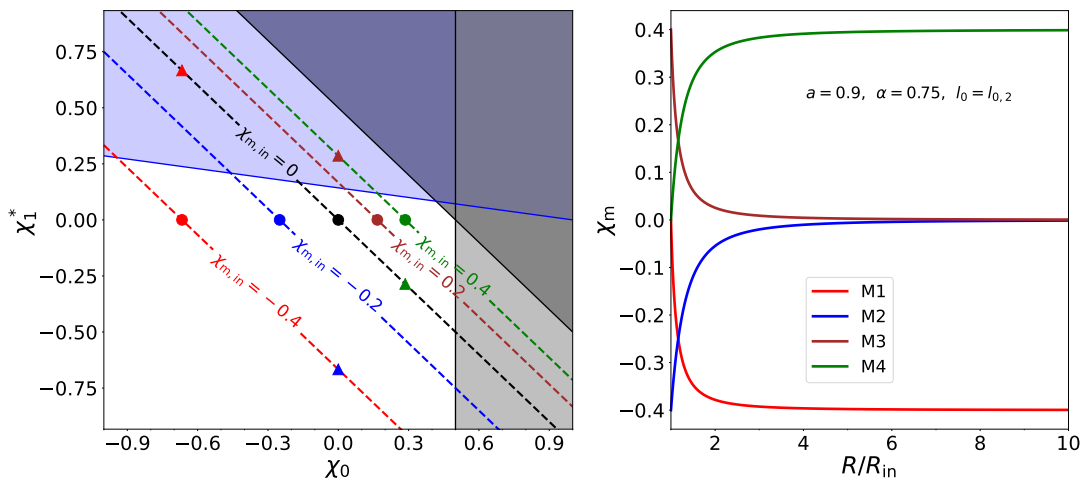 0.75
0.50
0.25
0.00
−0.25
−0.50
−0.75
χ₁*
−0.9
−0.6
−0.3
0.0
0.3
0.6
0.9
χ₀
χm, in = 0
χm, in = 0.4
χm, in = 0.2
χm, in = −0.2
χm, in = −0.4
0.4
0.3
0.2
0.1
0.0
−0.1
−0.2
−0.3
−0.4
χm
a = 0.9, α = 0.75, l₀ = l₀, ₂
M1
M2
M3
M4
2
4
6
8
10
R/Rin